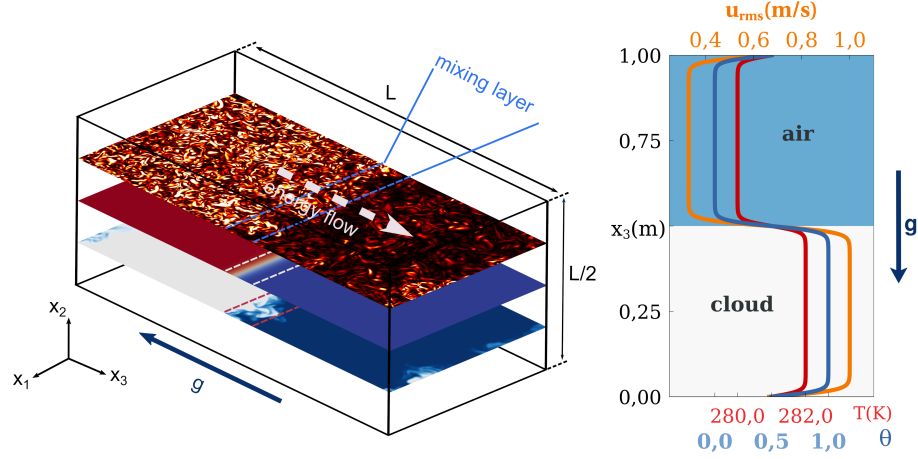 mixing layer
L
energy flow
L/2
x₂
x₁
x₃
g
u_rms(m/s)
0,4 0,6 0,8 1,0
1,00
0,75
x₃(m)
0,25
0,00
air
cloud
g
280,0 282,0 T(K)
0,0 0,5 1,0 θ